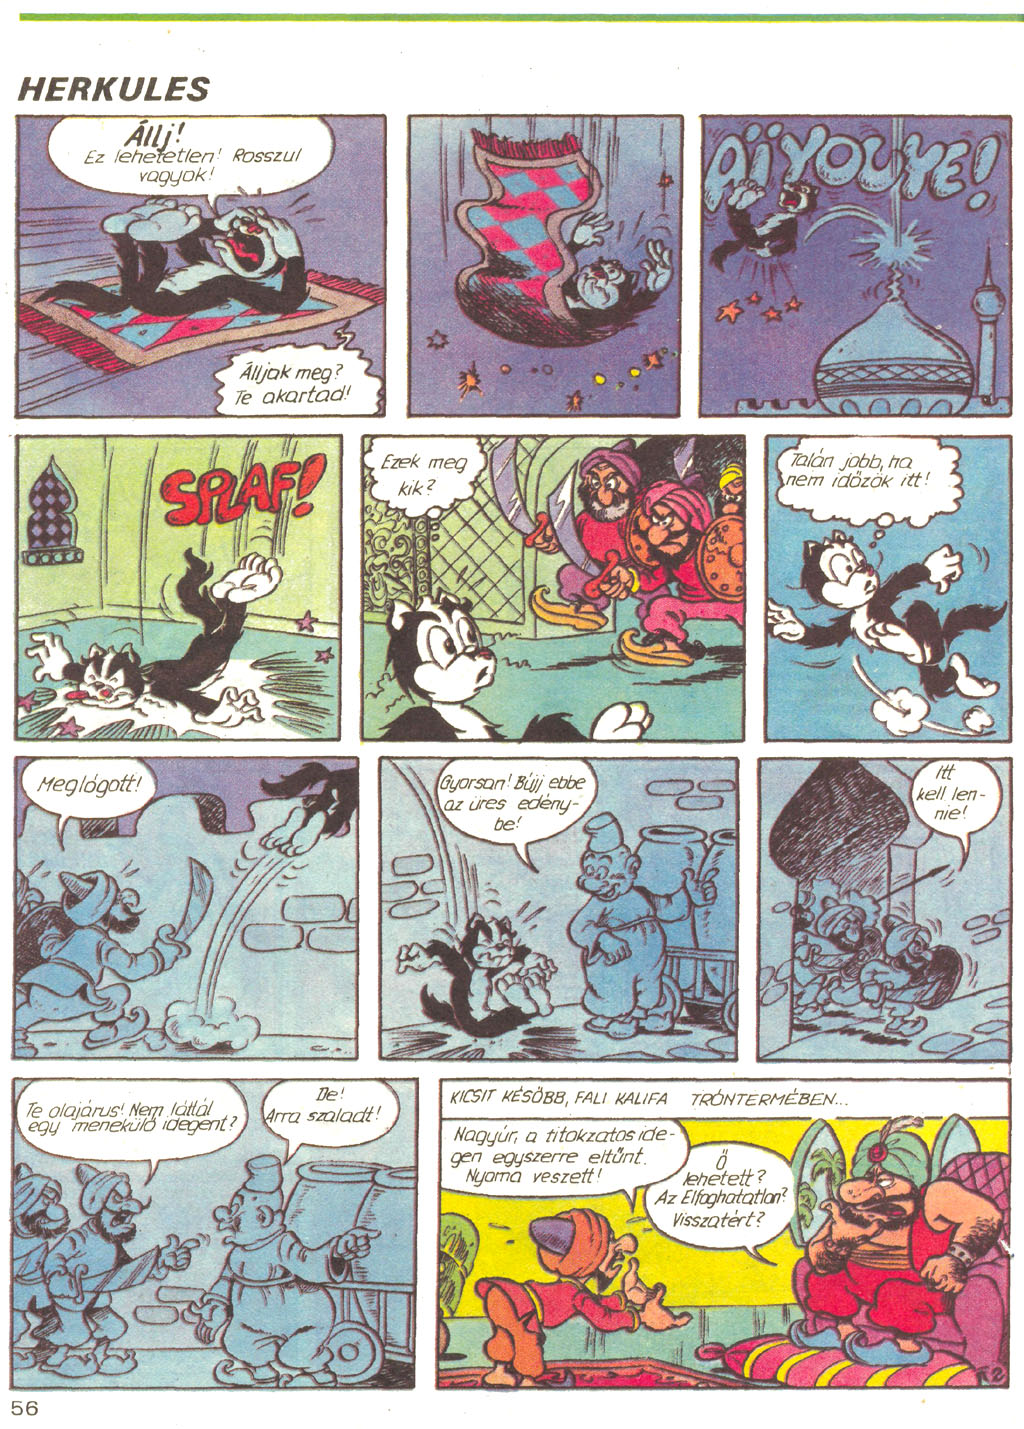 HERKULES
Állj!
Ez lehetetlen! Rosszul
vagyok!
Álljak meg?
Te akartad!
AÏYOUYE!
SPLAF!
Ezek meg
kik?
Talán jobb, ha
nem időzök itt!
Meglógott!
Gyorsan! Bújj ebbe
az üres edény-
be!
Itt
kell len-
nie!
Te olajárus! Nem láttál
egy menekülő idegent?
De!
Arra szaladt!
KICSIT KÉSŐBB, FALI KALIFA TRÓNTERMÉBEN...
Nagyúr, a titokzatos ide-
gen egyszerre eltűnt.
Nyoma veszett!
Ő
lehetett?
Az Elfoghatatlan?
Visszatért?
2
56